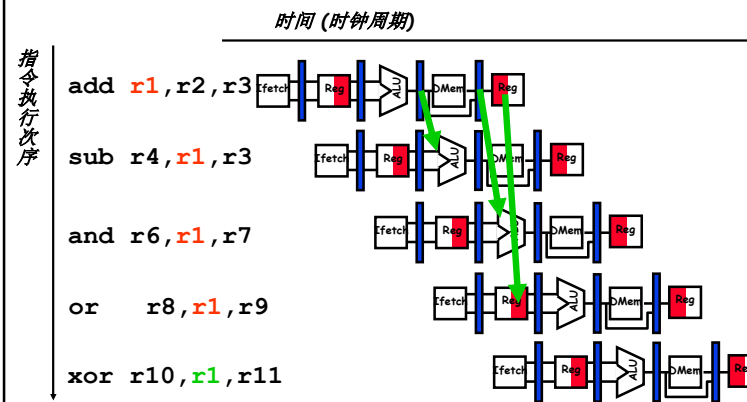 时间 (时钟周期)
指令执行次序
add r1,r2,r3 Ifetch Reg ALU DMem Reg
sub r4,r1,r3 Ifetch Reg ALU DMem Reg
and r6,r1,r7 Ifetch Reg DMem Reg
or r8,r1,r9 Ifetch Reg ALU DMem Reg
xor r10,r1,r11 Ifetch Reg ALU DMem Reg